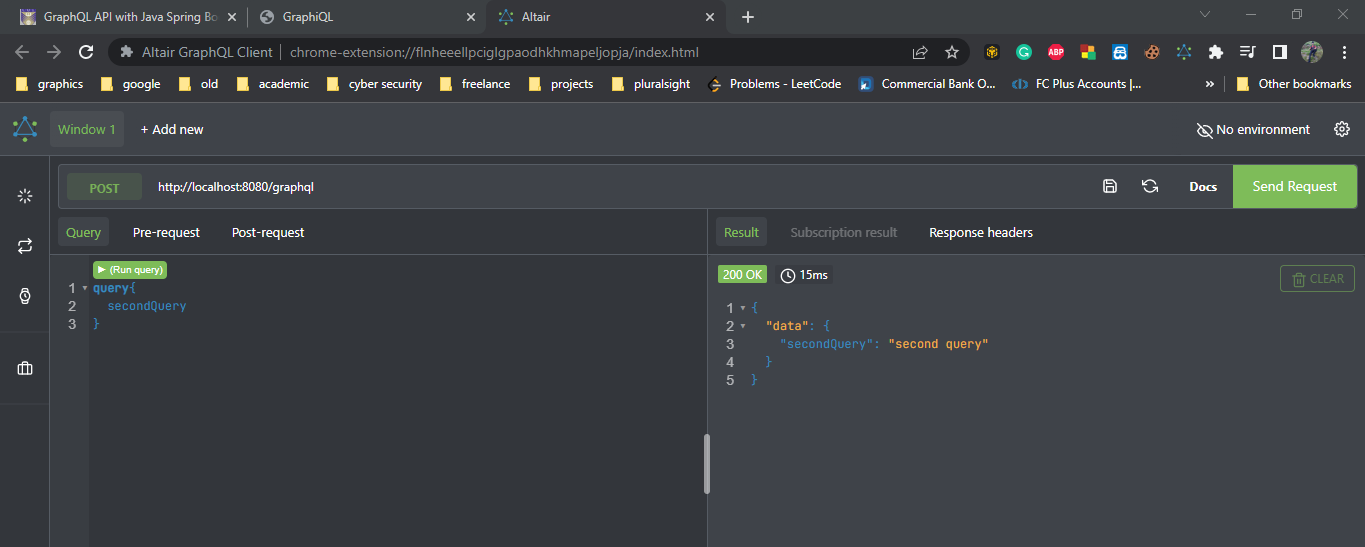 GraphQL API with Java Spring Bo
GraphiQL
Altair
Altair GraphQL Client
chrome-extension://flnheeellpciglgpaodhkhmapeljopja/index.html
graphics
google
old
academic
cyber security
freelance
projects
pluralsight
Problems - LeetCode
Commercial Bank O...
FC Plus Accounts |...
»
Other bookmarks
Window 1
+ Add new
No environment
POST
http://localhost:8080/graphql
Docs
Send Request
Query
Pre-request
Post-request
Result
Subscription result
Response headers
(Run query)
1 query{
2 secondQuery
3 }
200 OK
15ms
CLEAR
1 {
2 "data": {
3 "secondQuery": "second query"
4 }
5 }
ABP
G